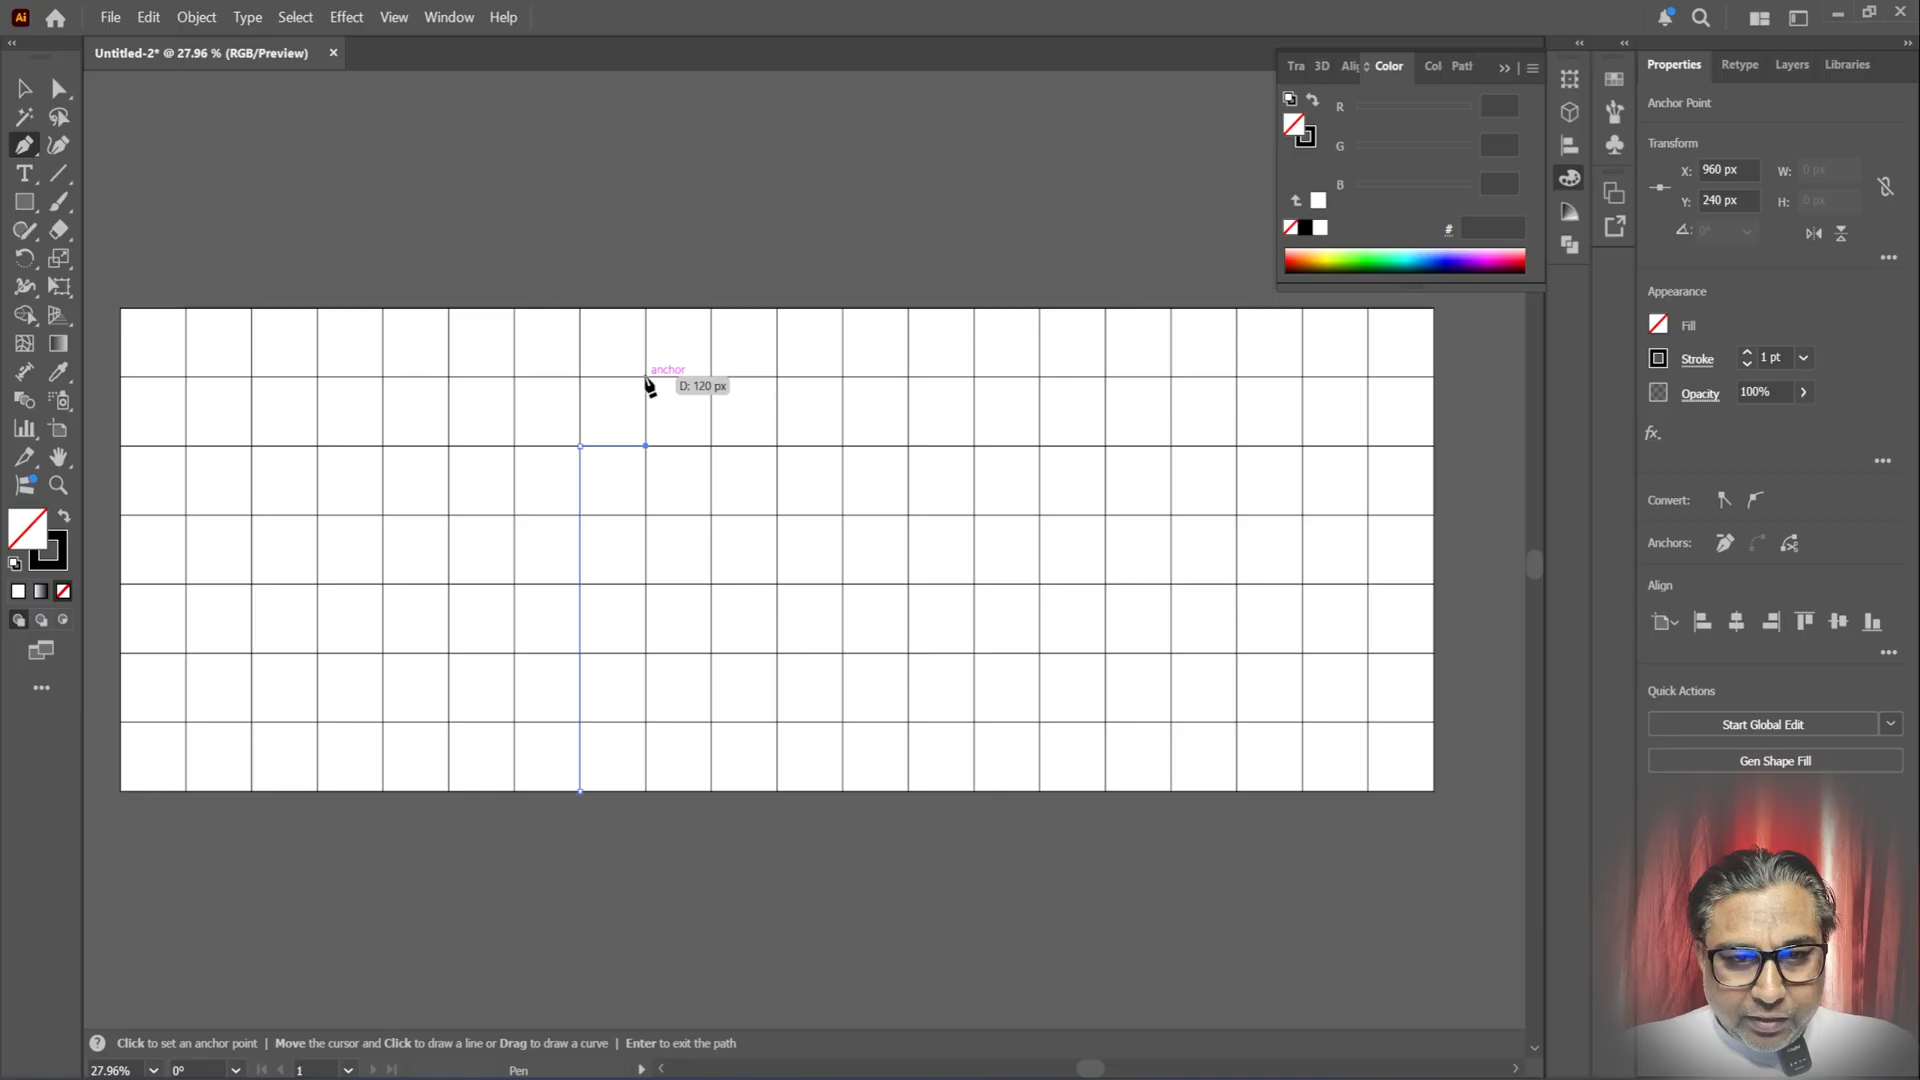 Ai File Edit Object Type Select Effect View Window Help
Untitled-2* @ 27.96 % (RGB/Preview)
Tra 3D Alig Color Col Path
R
G
B
#
Properties Retype Layers Libraries
Anchor Point
Transform
X: 960 px W: 0 px
Y: 240 px H: 0 px
0°
Appearance
Fill
Stroke 1 pt
Opacity 100%
fx.
Convert:
Anchors:
Align
Quick Actions
Start Global Edit
Gen Shape Fill
anchor
D: 120 px
Click to set an anchor point | Move the cursor and Click to draw a line or Drag to draw a curve | Enter to exit the path
27.96% 0° 1 Pen